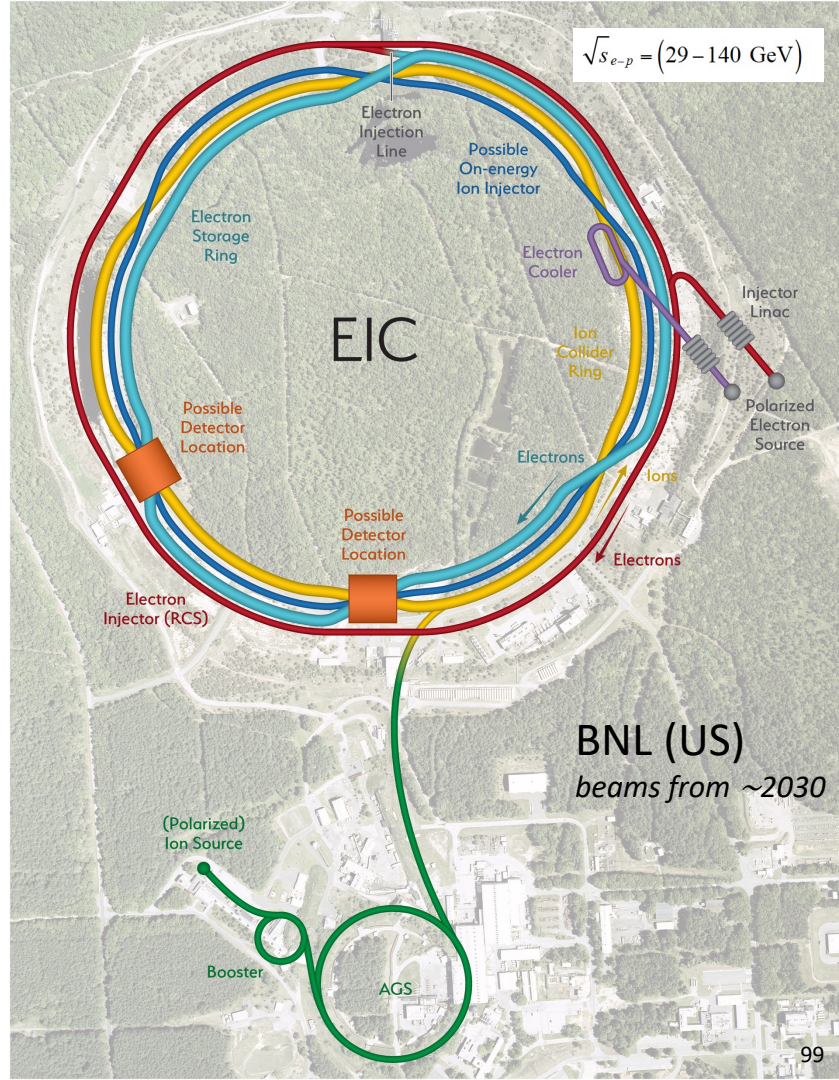 √s e–p = (29 – 140 GeV)
Electron
Injection
Line
Possible
On-energy
Ion Injector
Electron
Storage
Ring
Electron
Cooler
Injector
Linac
EIC
Ion
Collider
Ring
Possible
Detector
Location
Polarized
Electron
Source
Electrons
Ions
Possible
Detector
Location
Electrons
Electron
Injector (RCS)
BNL (US)
beams from ~2030
(Polarized)
Ion Source
Booster
AGS
99